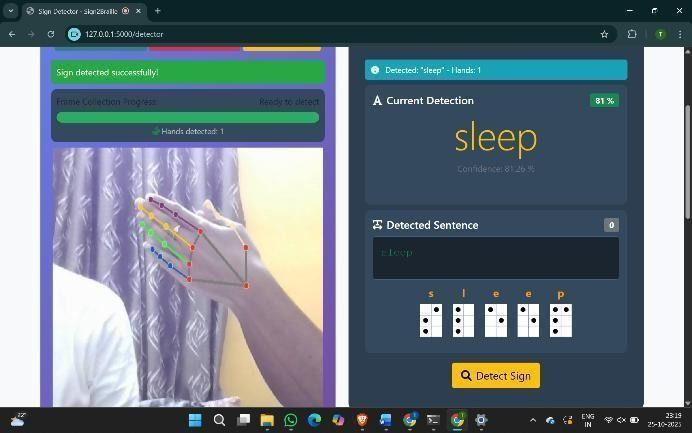 Sign Detector - Sign2Braille
127.0.0.1:5000/detector
T
Sign detected successfully!
Frame Collection Progress:
Ready to detect
Hands detected: 1
Detected: "sleep" - Hands: 1
Current Detection
81 %
sleep
Confidence: 81.26 %
Detected Sentence
0
sleep
s l e e p
Detect Sign
22°
ENG
IN
23:19
25-10-2025